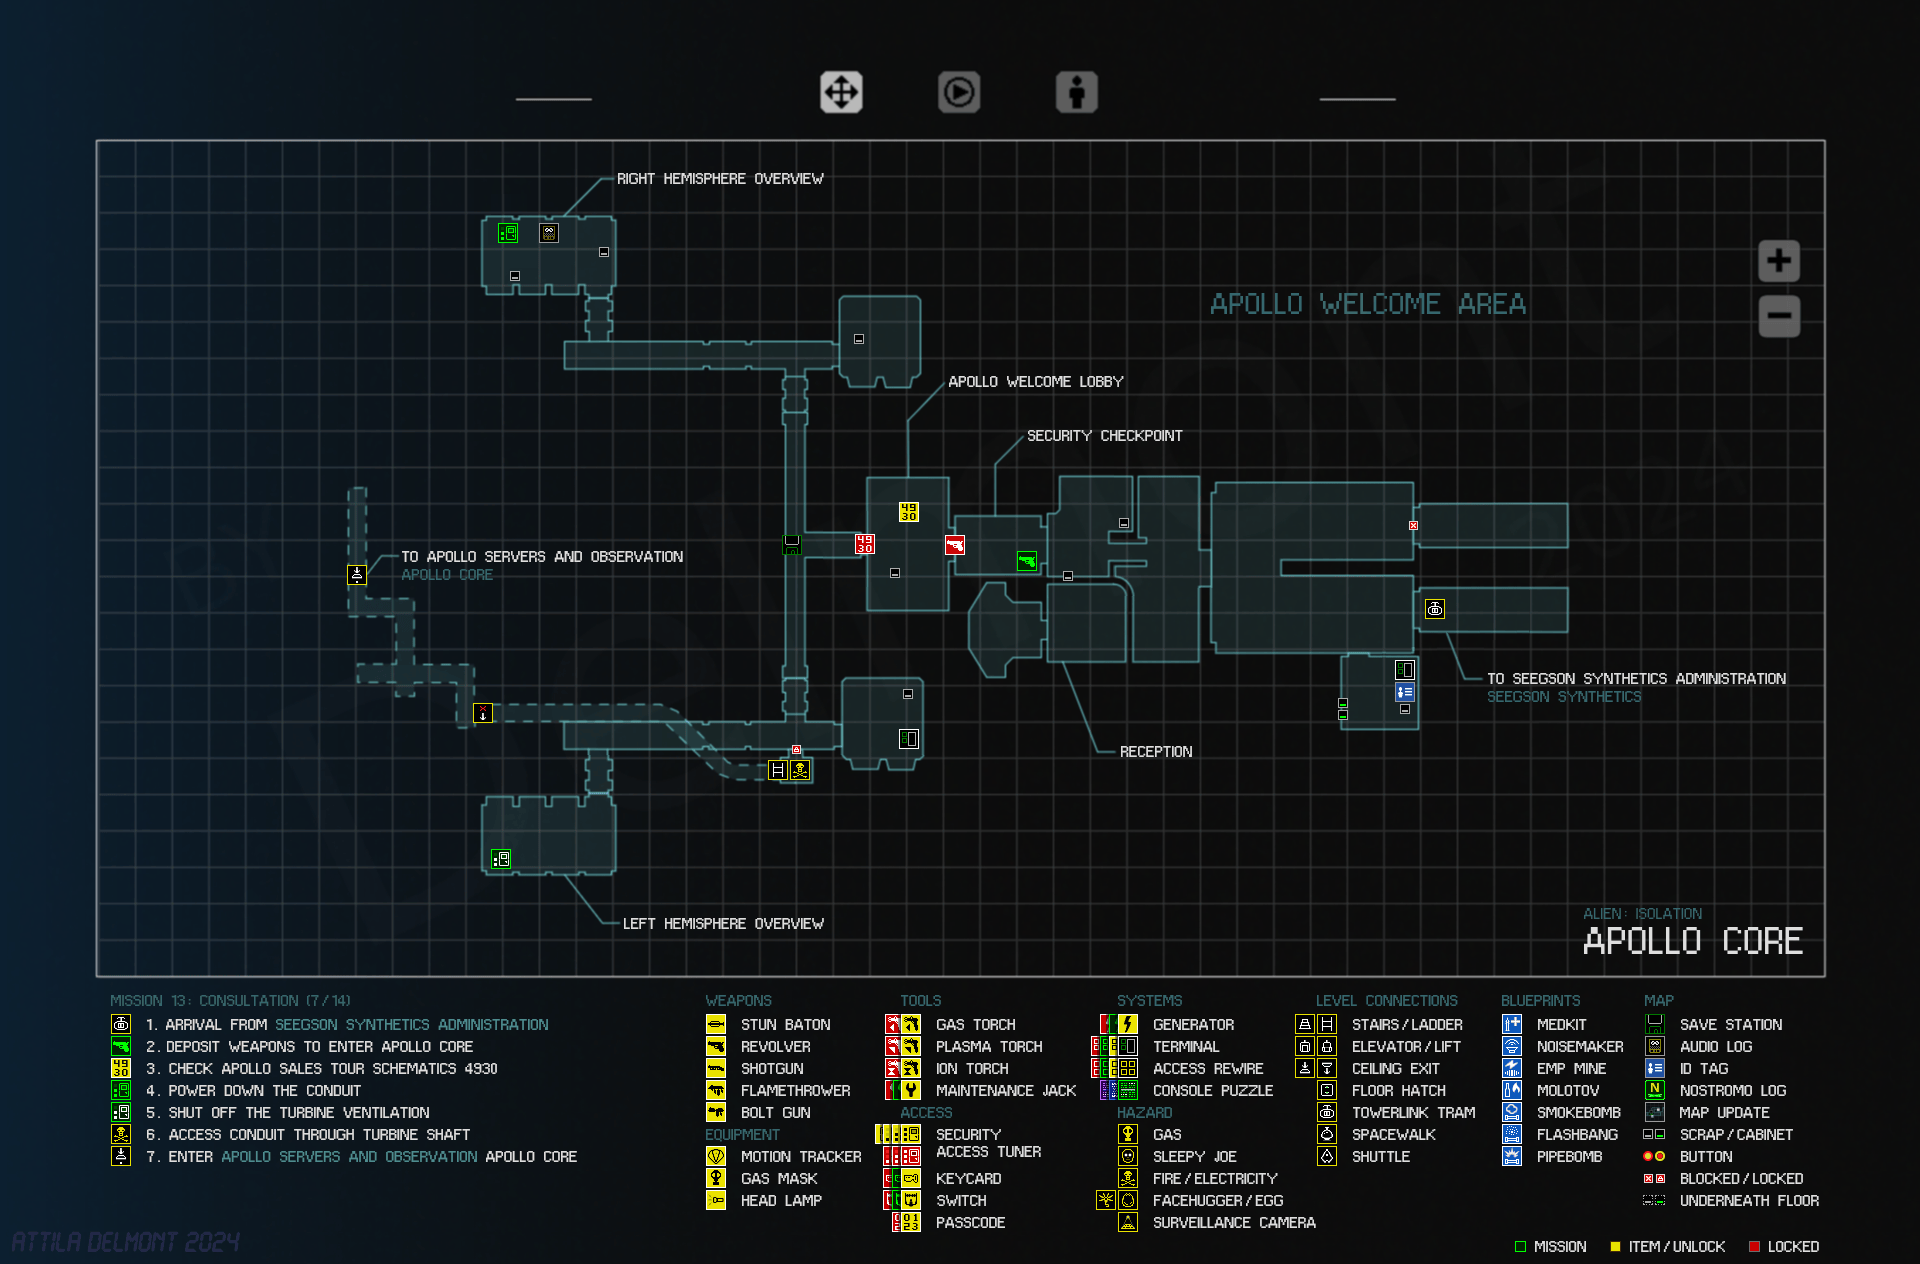 RIGHT HEMISPHERE OVERVIEW
APOLLO WELCOME AREA
APOLLO WELCOME LOBBY
SECURITY CHECKPOINT
49
30
49
30
TO APOLLO SERVERS AND OBSERVATION
APOLLO CORE
TO SEEGSON SYNTHETICS ADMINISTRATION
SEEGSON SYNTHETICS
RECEPTION
LEFT HEMISPHERE OVERVIEW
ALIEN: ISOLATION
APOLLO CORE
MISSION 13: CONSULTATION (7/14)
1. ARRIVAL FROM SEEGSON SYNTHETICS ADMINISTRATION
2. DEPOSIT WEAPONS TO ENTER APOLLO CORE
49
30
3. CHECK APOLLO SALES TOUR SCHEMATICS 4930
4. POWER DOWN THE CONDUIT
5. SHUT OFF THE TURBINE VENTILATION
6. ACCESS CONDUIT THROUGH TURBINE SHAFT
7. ENTER APOLLO SERVERS AND OBSERVATION APOLLO CORE
WEAPONS
STUN BATON
REVOLVER
SHOTGUN
FLAMETHROWER
BOLT GUN
EQUIPMENT
MOTION TRACKER
GAS MASK
HEAD LAMP
TOOLS
GAS TORCH
PLASMA TORCH
ION TORCH
MAINTENANCE JACK
ACCESS
SECURITY
ACCESS TUNER
KEYCARD
SWITCH
01
23
PASSCODE
SYSTEMS
GENERATOR
TERMINAL
ACCESS REWIRE
CONSOLE PUZZLE
HAZARD
GAS
SLEEPY JOE
FIRE/ELECTRICITY
FACEHUGGER/EGG
SURVEILLANCE CAMERA
LEVEL CONNECTIONS
STAIRS/LADDER
ELEVATOR/LIFT
CEILING EXIT
FLOOR HATCH
TOWERLINK TRAM
SPACEWALK
SHUTTLE
BLUEPRINTS
MEDKIT
NOISEMAKER
EMP MINE
MOLOTOV
SMOKEBOMB
FLASHBANG
PIPEBOMB
MAP
SAVE STATION
AUDIO LOG
ID TAG
N
NOSTROMO LOG
MAP UPDATE
SCRAP/CABINET
BUTTON
BLOCKED/LOCKED
UNDERNEATH FLOOR
MISSION
ITEM/UNLOCK
LOCKED
ATTILA DELMONT 2024